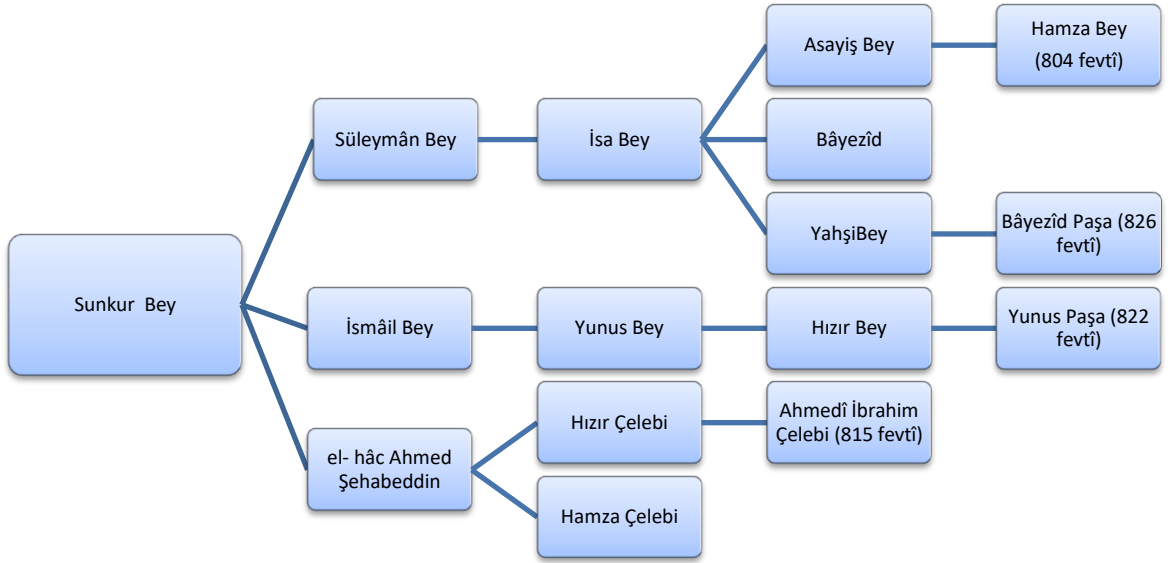 Asayiş Bey
Hamza Bey
(804 fevtî)
Süleymân Bey
İsa Bey
Bâyezîd
YahşiBey
Bâyezîd Paşa (826
fevtî)
Sunkur  Bey
İsmâil Bey
Yunus Bey
Hızır Bey
Yunus Paşa (822
fevtî)
el- hâc Ahmed
Şehabeddin
Hızır Çelebi
Ahmedî İbrahim
Çelebi (815 fevtî)
Hamza Çelebi